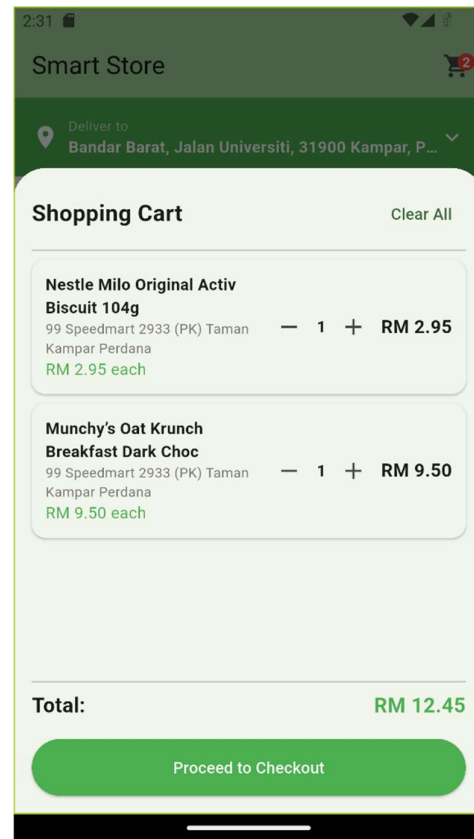 2:31
Smart Store
2
Deliver to
Bandar Barat, Jalan Universiti, 31900 Kampar, P...
Shopping Cart
Clear All
Nestle Milo Original Activ
Biscuit 104g
99 Speedmart 2933 (PK) Taman
Kampar Perdana
RM 2.95 each
1
RM 2.95
Munchy’s Oat Krunch
Breakfast Dark Choc
99 Speedmart 2933 (PK) Taman
Kampar Perdana
RM 9.50 each
1
RM 9.50
Total:
RM 12.45
Proceed to Checkout